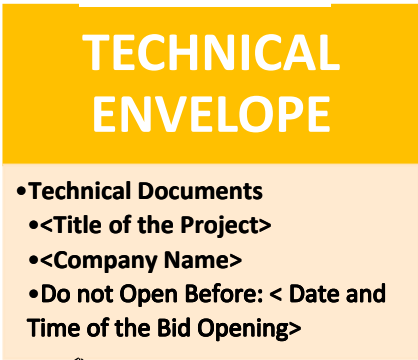 TECHNICAL
ENVELOPE
•Technical Documents
•<Title of the Project>
•<Company Name>
•Do not Open Before: < Date and
Time of the Bid Opening>